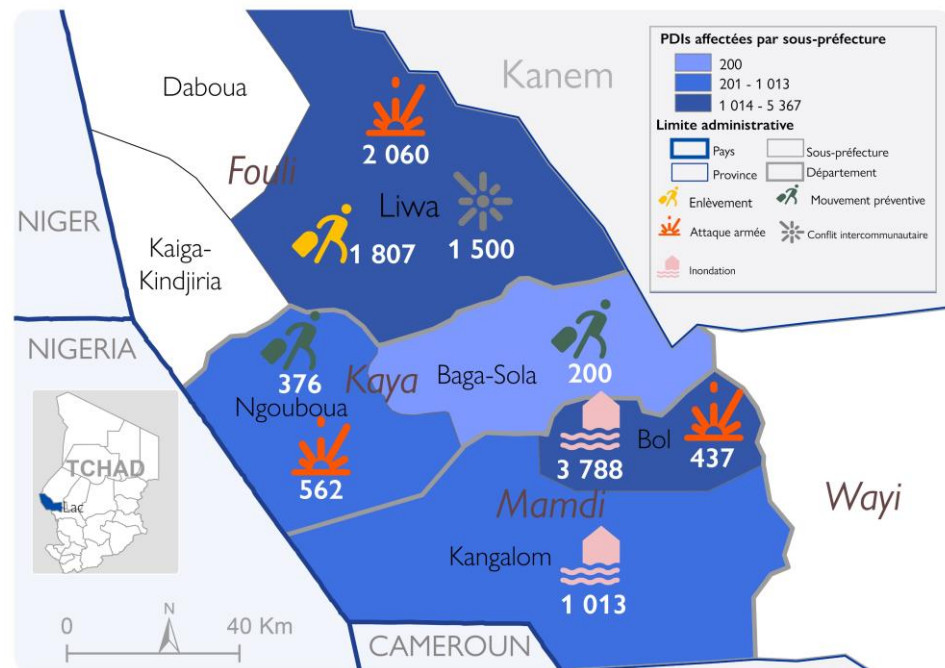 Kanem
Daboua
2 060
Fouli
Liwa
1 807
1 500
NIGER
Kaiga-
Kindjiria
NIGERIA
376
Kaya
Ngouboua
562
Baga-Sola
200
3 788
Bol
437
Mamdi
Wayi
Kangalom
1 013
CAMEROUN
TCHAD
Lac
N
0
40 Km
PDIs affectées par sous-préfecture
200
201 - 1 013
1 014 - 5 367
Limite administrative
Pays
Sous-préfecture
Province
Département
Enlèvement
Mouvement préventive
Attaque armée
Conflit intercommunautaire
Inondation